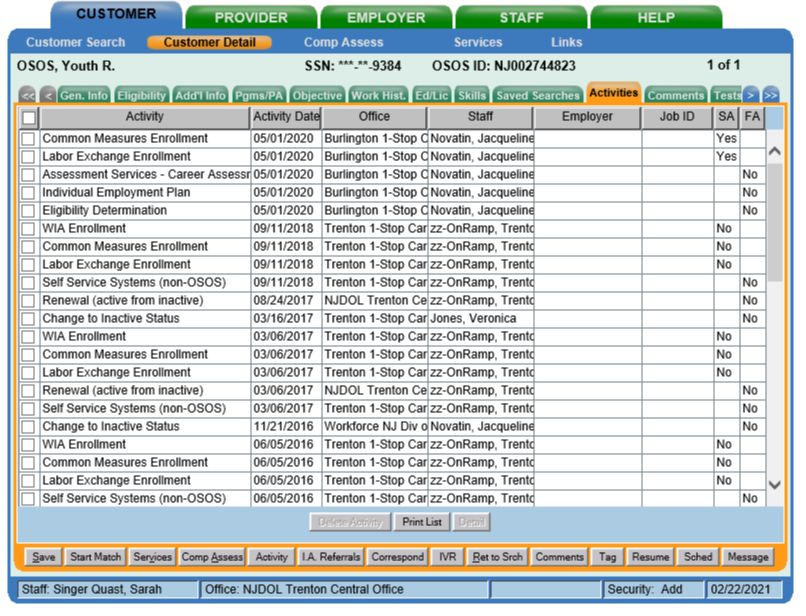 CUSTOMER PROVIDER EMPLOYER STAFF HELP
Customer Search Customer Detail Comp Assess Services Links
OSOS, Youth R. SSN: ***-**-9384 OSOS ID: NJ002744823 1 of 1
<< < Gen. Info Eligibility Add'l Info Pgms/PA Objective Work Hist. Ed/Lic Skills Saved Searches Activities Comments Tests > >>
Activity Activity Date Office Staff Employer Job ID SA FA
Common Measures Enrollment 05/01/2020 Burlington 1-Stop C Novatin, Jacqueline Yes
Labor Exchange Enrollment 05/01/2020 Burlington 1-Stop C Novatin, Jacqueline Yes
Assessment Services - Career Assessr 05/01/2020 Burlington 1-Stop C Novatin, Jacqueline No
Individual Employment Plan 05/01/2020 Burlington 1-Stop C Novatin, Jacqueline No
Eligibility Determination 05/01/2020 Burlington 1-Stop C Novatin, Jacqueline No
WIA Enrollment 09/11/2018 Trenton 1-Stop Car zz-OnRamp, Trento No
Common Measures Enrollment 09/11/2018 Trenton 1-Stop Car zz-OnRamp, Trento No
Labor Exchange Enrollment 09/11/2018 Trenton 1-Stop Car zz-OnRamp, Trento No
Self Service Systems (non-OSOS) 09/11/2018 Trenton 1-Stop Car zz-OnRamp, Trento No
Renewal (active from inactive) 08/24/2017 NJDOL Trenton Ce zz-OnRamp, Trento No
Change to Inactive Status 03/16/2017 Trenton 1-Stop Car Jones, Veronica No
WIA Enrollment 03/06/2017 Trenton 1-Stop Car zz-OnRamp, Trento No
Common Measures Enrollment 03/06/2017 Trenton 1-Stop Car zz-OnRamp, Trento No
Labor Exchange Enrollment 03/06/2017 Trenton 1-Stop Car zz-OnRamp, Trento No
Renewal (active from inactive) 03/06/2017 NJDOL Trenton Ce zz-OnRamp, Trento No
Self Service Systems (non-OSOS) 03/06/2017 Trenton 1-Stop Car zz-OnRamp, Trento No
Change to Inactive Status 11/21/2016 Workforce NJ Div o Novatin, Jacqueline No
WIA Enrollment 06/05/2016 Trenton 1-Stop Car zz-OnRamp, Trento No
Common Measures Enrollment 06/05/2016 Trenton 1-Stop Car zz-OnRamp, Trento No
Labor Exchange Enrollment 06/05/2016 Trenton 1-Stop Car zz-OnRamp, Trento No
Self Service Systems (non-OSOS) 06/05/2016 Trenton 1-Stop Car zz-OnRamp, Trento No
Delete Activity Print List Detail
Save Start Match Services Comp Assess Activity I.A. Referrals Correspond IVR Ret to Srch Comments Tag Resume Sched Message
Staff: Singer Quast, Sarah Office: NJDOL Trenton Central Office Security: Add 02/22/2021